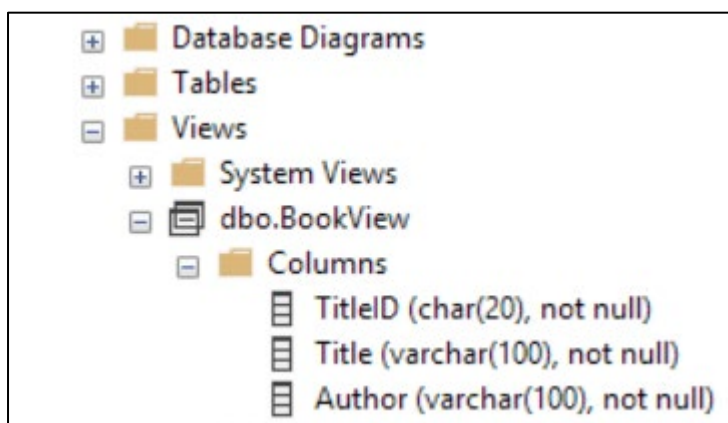 Database Diagrams
Tables
Views
System Views
dbo.BookView
Columns
TitleID (char(20), not null)
Title (varchar(100), not null)
Author (varchar(100), not null)